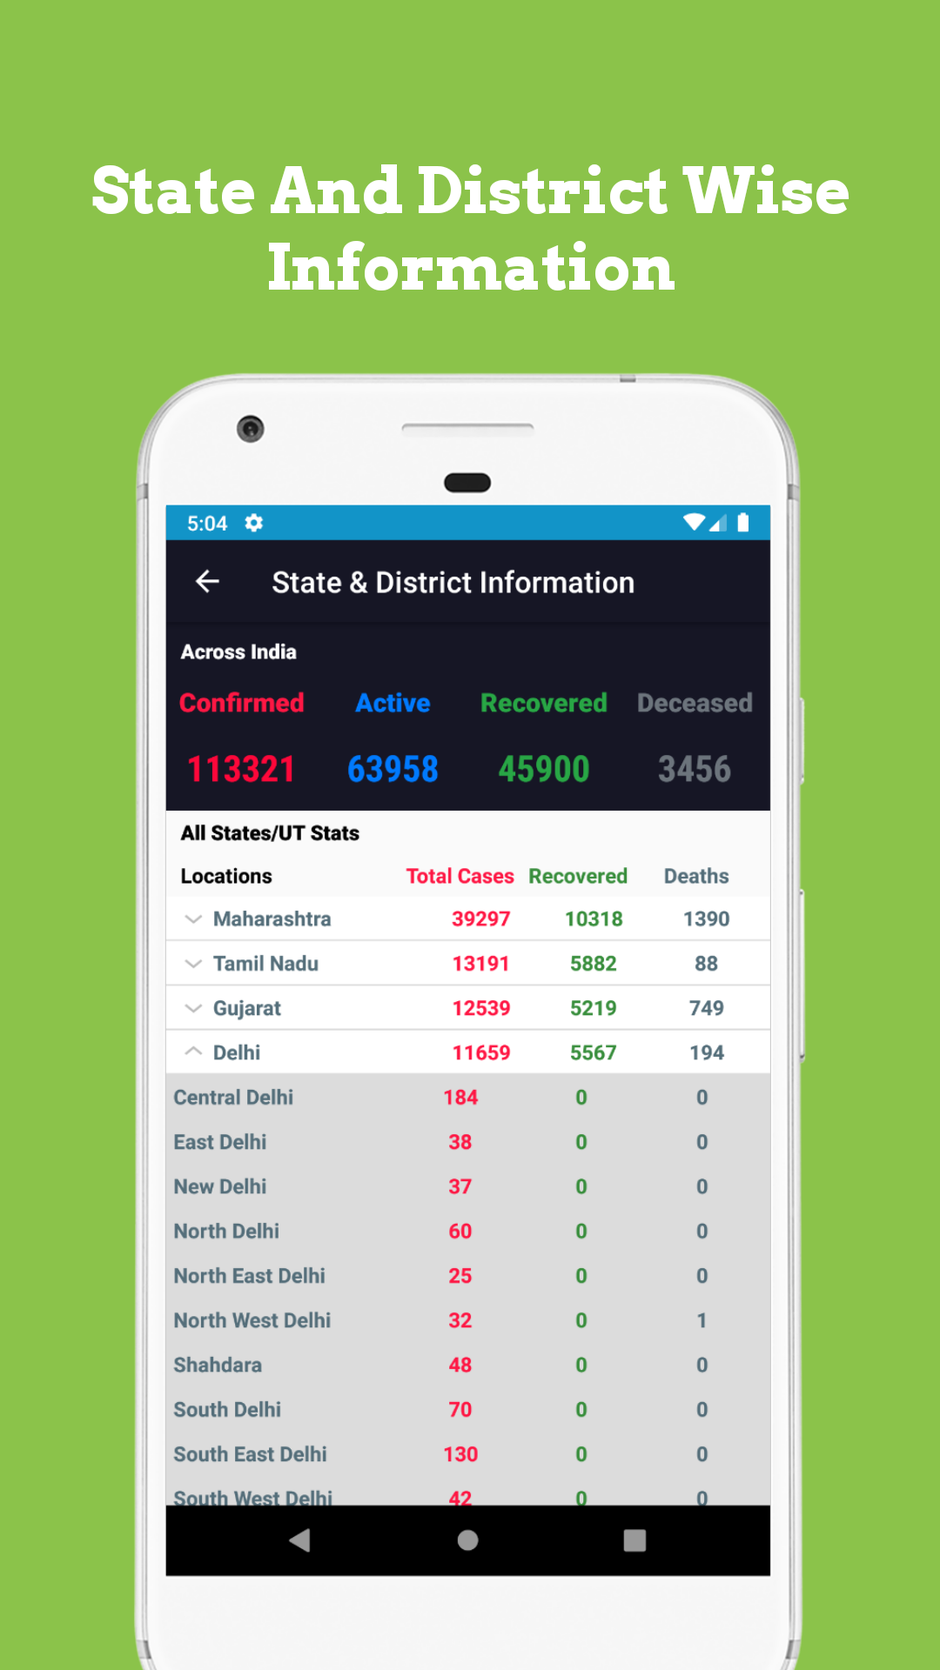 State And District Wise
Information
5:04
State & District Information
Across India
Confirmed Active Recovered Deceased
113321 63958 45900 3456
All States/UT Stats
Locations Total Cases Recovered Deaths
Maharashtra 39297 10318 1390
Tamil Nadu 13191 5882 88
Gujarat 12539 5219 749
Delhi 11659 5567 194
Central Delhi 184 0 0
East Delhi 38 0 0
New Delhi 37 0 0
North Delhi 60 0 0
North East Delhi 25 0 0
North West Delhi 32 0 1
Shahdara 48 0 0
South Delhi 70 0 0
South East Delhi 130 0 0
South West Delhi 42 0 0